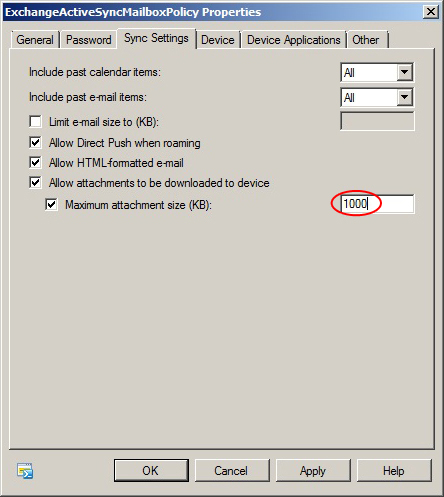 ExchangeActiveSyncMailboxPolicy Properties
General Password Sync Settings Device Device Applications Other
Include past calendar items: All
Include past e-mail items: All
Limit e-mail size to (KB):
Allow Direct Push when roaming
Allow HTML-formatted e-mail
Allow attachments to be downloaded to device
Maximum attachment size (KB): 1000
OK Cancel Apply Help